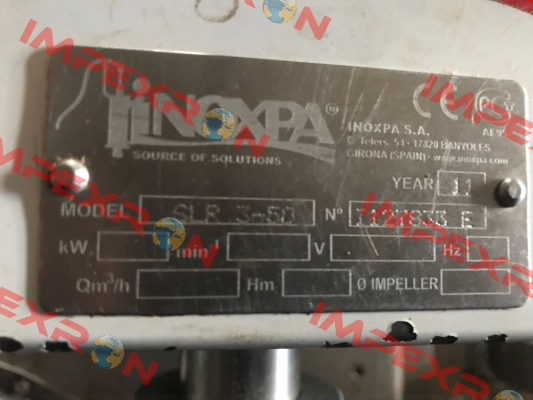 INOXPA®
SOURCE OF SOLUTIONS
INOXPA S.A.
C. Telers, 54 - 17820 BANYOLES
GIRONA (SPAIN) - www.inoxpa.com
YEAR 11
MODEL SLR 3-50 Nº E
kW min⁻¹ V Hz
Qm³/h Hm Ø IMPELLER
IMPEXRON
IMPEXRON
IMPEXRON
IMPEXRON